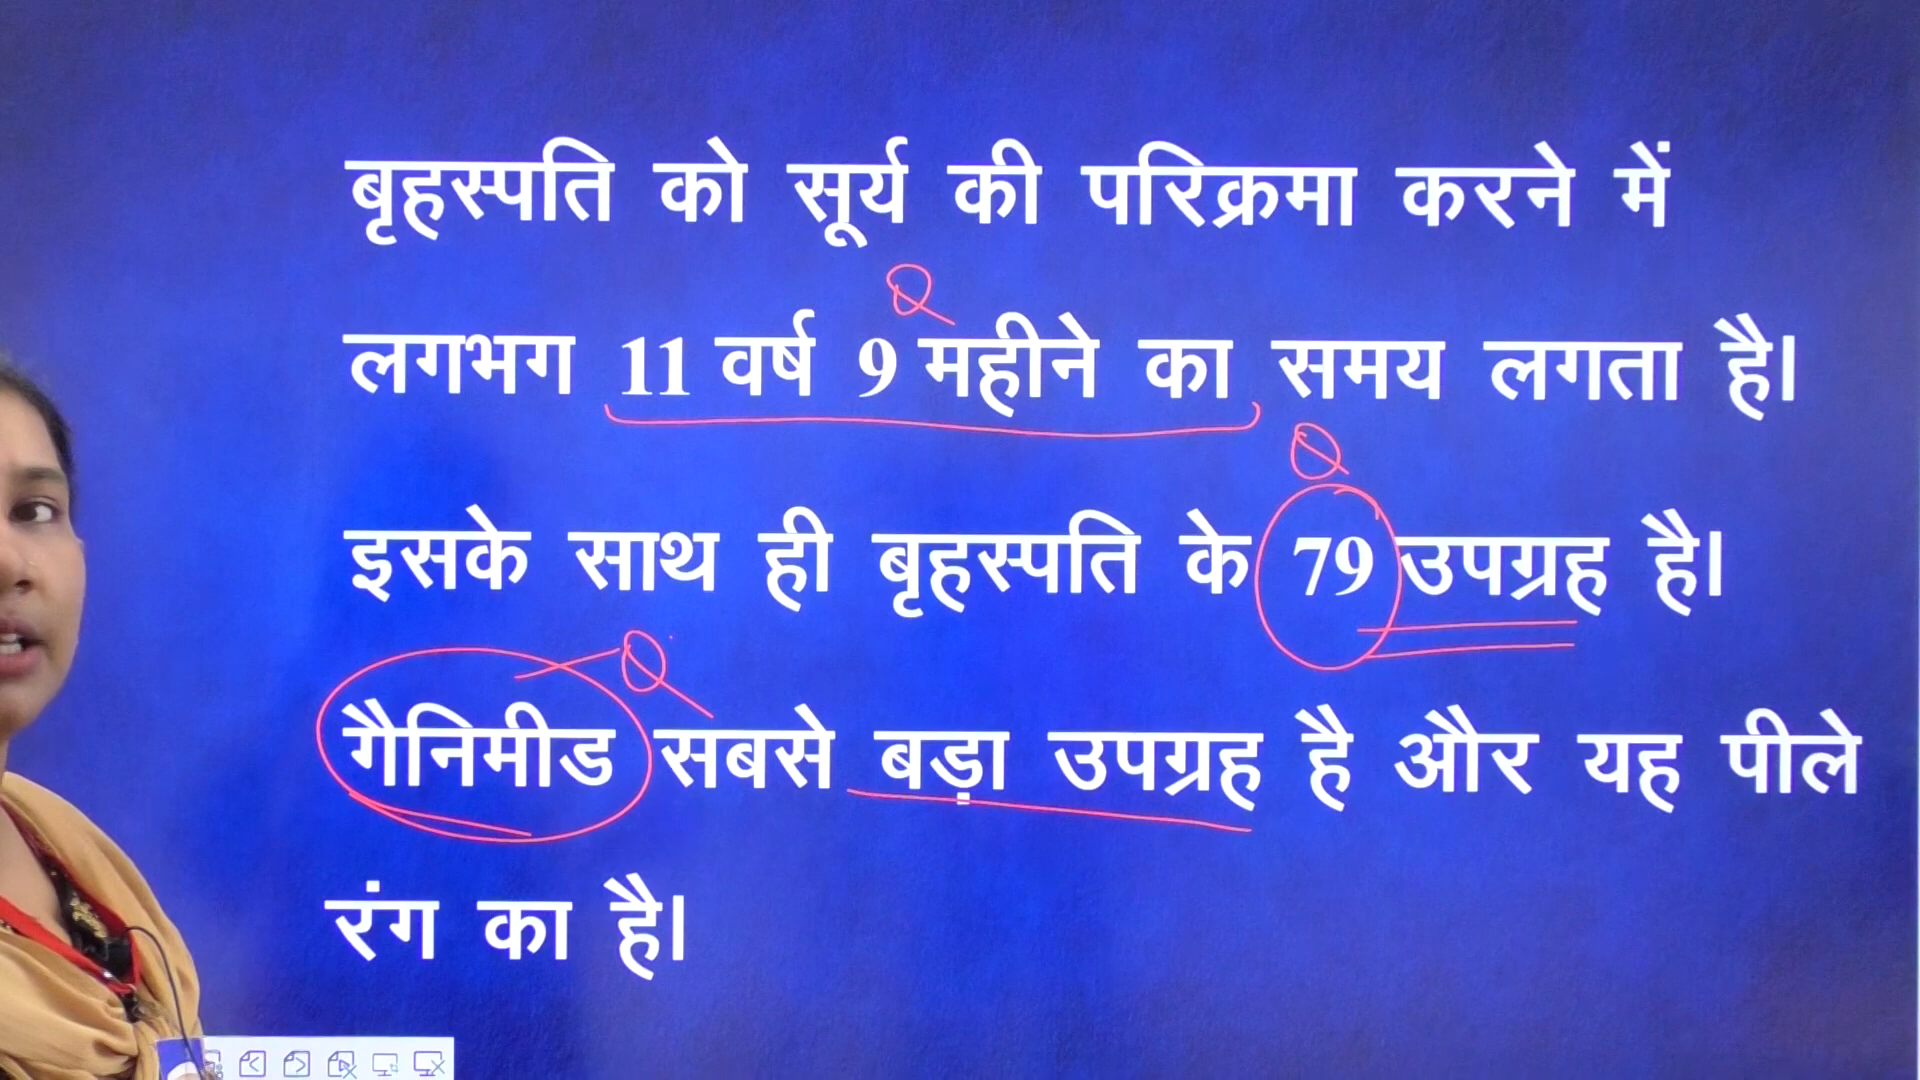 बृहस्पति को सूर्य की परिक्रमा करने में
Q
लगभग 11 वर्ष 9 महीने का समय लगता है।
Q
इसके साथ ही बृहस्पति के 79 उपग्रह है।
Q
गैनिमीड सबसे बड़ा उपग्रह है और यह पीले
रंग का है।